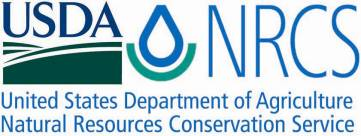 USDA NRCS
United States Department of Agriculture
Natural Resources Conservation Service